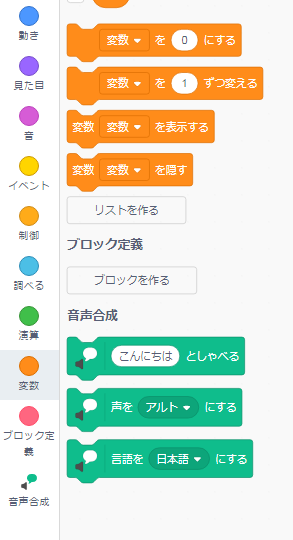 動き
見た目
音
イベント
制御
調べる
演算
変数
ブロック定
義
音声合成
変数 を 0 にする
変数 を 1 ずつ変える
変数 変数 を表示する
変数 変数 を隠す
リストを作る
ブロック定義
ブロックを作る
音声合成
こんにちは としゃべる
声を アルト にする
言語を 日本語 にする